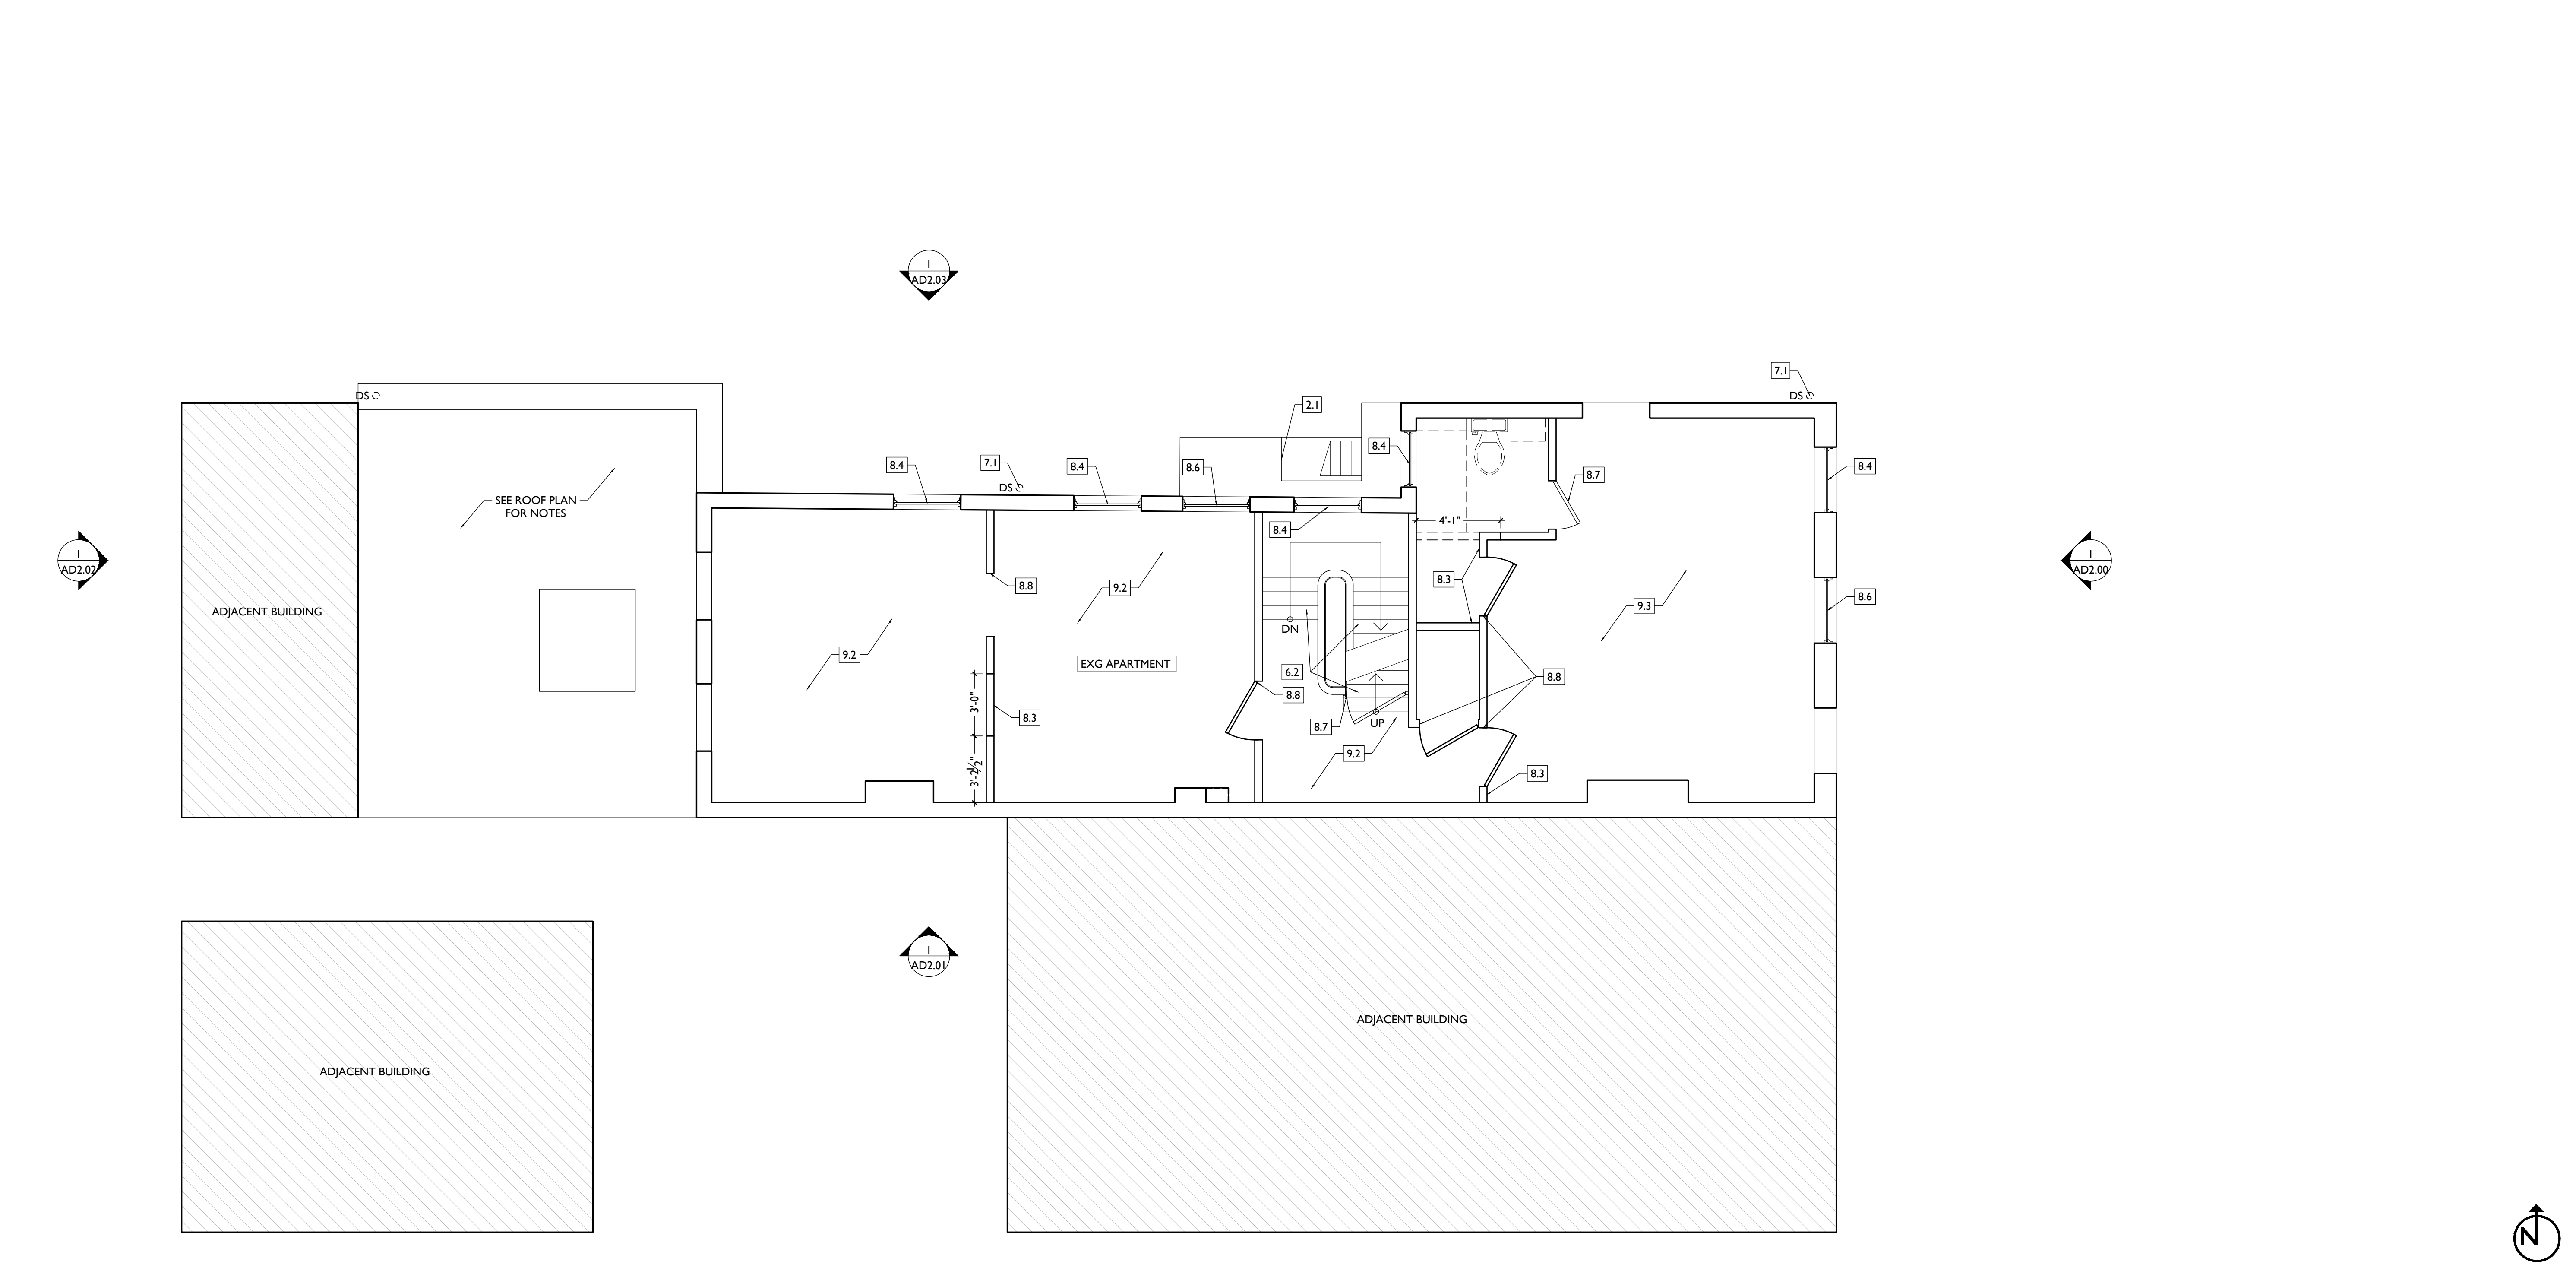 1
AD2.03
7.1
DS
DS
2.1
8.4
8.4
7.1
8.4
8.6
8.4
8.7
DS
SEE ROOF PLAN
FOR NOTES
4'-1"
8.4
1
AD2.02
1
AD2.00
8.3
8.8
9.2
8.6
9.3
ADJACENT BUILDING
DN
9.2
EXG APARTMENT
6.2
8.8
8.8
3'-0"
8.3
8.7
UP
9.2
3'-2 1/2"
8.3
1
AD2.01
ADJACENT BUILDING
ADJACENT BUILDING
N